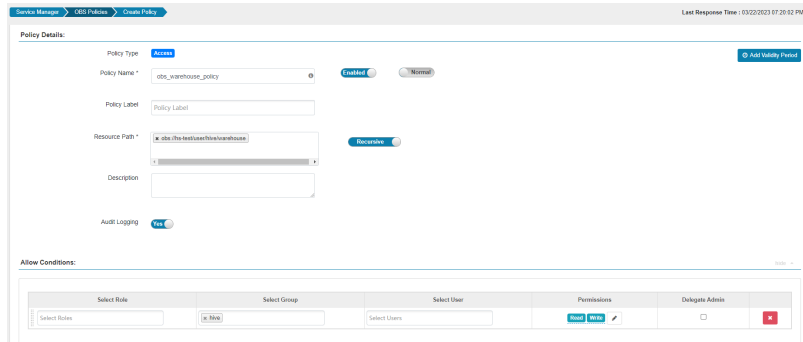 Service Manager OBS Policies Create Policy Last Response Time : 03/22/2023 07:20:02 PM
Policy Details:
Policy Type Access Add Validity Period
Policy Name * obs_warehouse_policy Enabled Normal
Policy Label Policy Label
Resource Path * × obs://hs-test/user/hive/warehouse Recursive
Description
Audit Logging Yes
Allow Conditions:
Select Role Select Group Select User Permissions Delegate Admin
Select Roles × hive Select Users Read Write